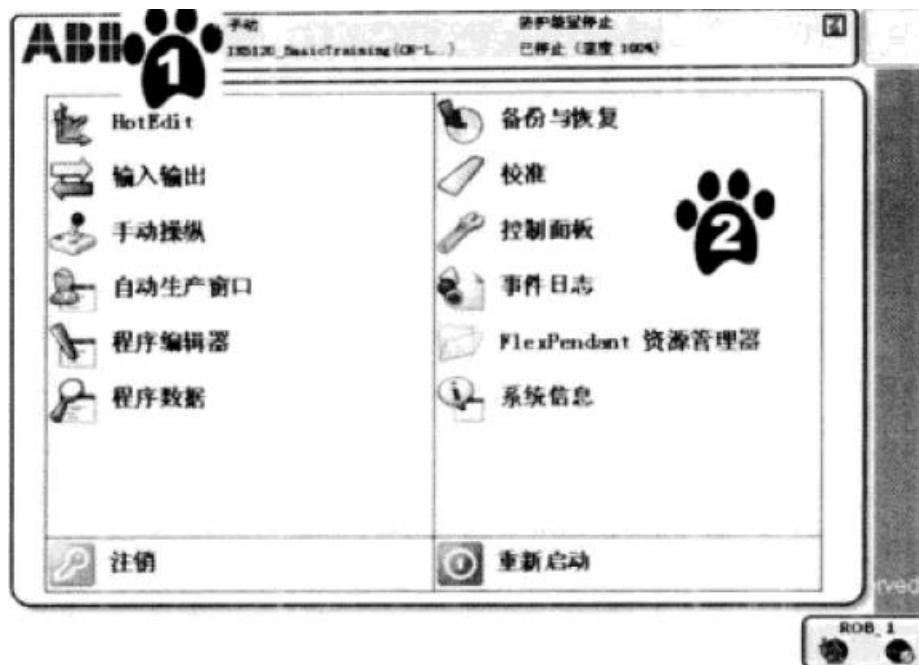 ABB
1
手动
防护装置停止
已停止 (速度 100%)
HotEdit
备份与恢复
输入输出
校准
手动操纵
控制面板
2
自动生产窗口
事件日志
程序编辑器
FlexPendant 资源管理器
程序数据
系统信息
注销
重新启动
ROB_1